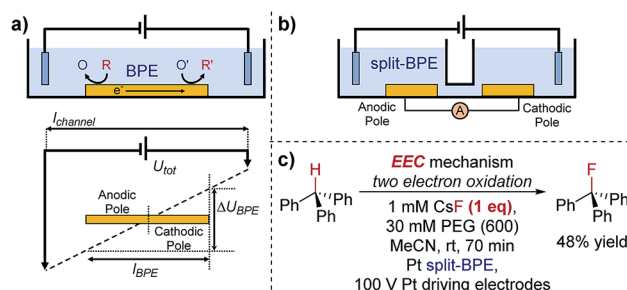 a)
O R BPE O' R'
e⁻
l_channel
U_tot
Anodic
Pole
Cathodic
Pole
ΔU_BPE
l_BPE
b)
split-BPE
Anodic
Pole
A
Cathodic
Pole
c)
EEC mechanism
two electron oxidation
1 mM CsF (1 eq),
30 mM PEG (600)
MeCN, rt, 70 min
Pt split-BPE,
100 V Pt driving electrodes
H
Ph Ph
Ph
F
Ph Ph
Ph
48% yield